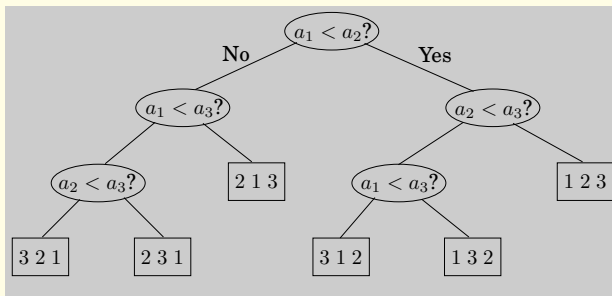 a₁ < a₂?
No Yes
a₁ < a₃? a₂ < a₃?
a₂ < a₃? 2 1 3 a₁ < a₃? 1 2 3
3 2 1 2 3 1 3 1 2 1 3 2